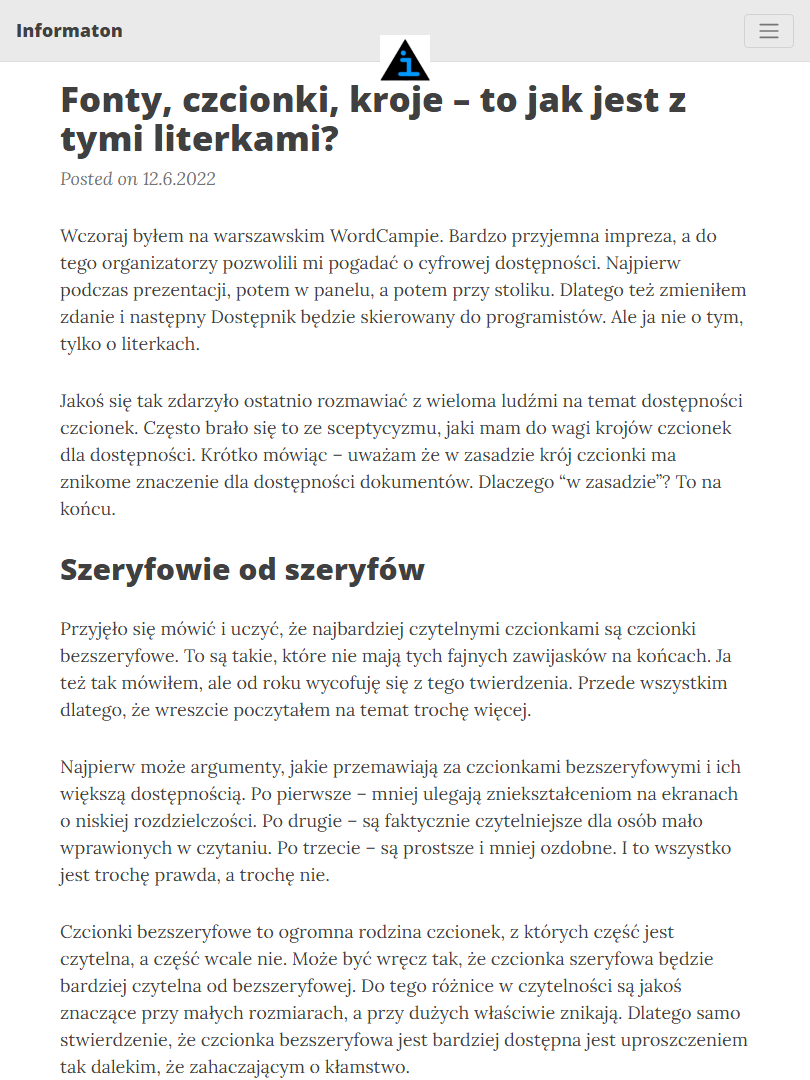 Informaton
i
Fonty, czcionki, kroje – to jak jest z
tymi literkami?
Posted on 12.6.2022
Wczoraj byłem na warszawskim WordCampie. Bardzo przyjemna impreza, a do
tego organizatorzy pozwolili mi pogadać o cyfrowej dostępności. Najpierw
podczas prezentacji, potem w panelu, a potem przy stoliku. Dlatego też zmieniłem
zdanie i następny Dostępnik będzie skierowany do programistów. Ale ja nie o tym,
tylko o literkach.
Jakoś się tak zdarzyło ostatnio rozmawiać z wieloma ludźmi na temat dostępności
czcionek. Często brało się to ze sceptycyzmu, jaki mam do wagi krojów czcionek
dla dostępności. Krótko mówiąc – uważam że w zasadzie krój czcionki ma
znikome znaczenie dla dostępności dokumentów. Dlaczego “w zasadzie”? To na
końcu.
Szeryfowie od szeryfów
Przyjęło się mówić i uczyć, że najbardziej czytelnymi czcionkami są czcionki
bezszeryfowe. To są takie, które nie mają tych fajnych zawijasków na końcach. Ja
też tak mówiłem, ale od roku wycofuję się z tego twierdzenia. Przede wszystkim
dlatego, że wreszcie poczytałem na temat trochę więcej.
Najpierw może argumenty, jakie przemawiają za czcionkami bezszeryfowymi i ich
większą dostępnością. Po pierwsze – mniej ulegają zniekształceniom na ekranach
o niskiej rozdzielczości. Po drugie – są faktycznie czytelniejsze dla osób mało
wprawionych w czytaniu. Po trzecie – są prostsze i mniej ozdobne. I to wszystko
jest trochę prawda, a trochę nie.
Czcionki bezszeryfowe to ogromna rodzina czcionek, z których część jest
czytelna, a część wcale nie. Może być wręcz tak, że czcionka szeryfowa będzie
bardziej czytelna od bezszeryfowej. Do tego różnice w czytelności są jakoś
znaczące przy małych rozmiarach, a przy dużych właściwie znikają. Dlatego samo
stwierdzenie, że czcionka bezszeryfowa jest bardziej dostępna jest uproszczeniem
tak dalekim, że zahaczającym o kłamstwo.